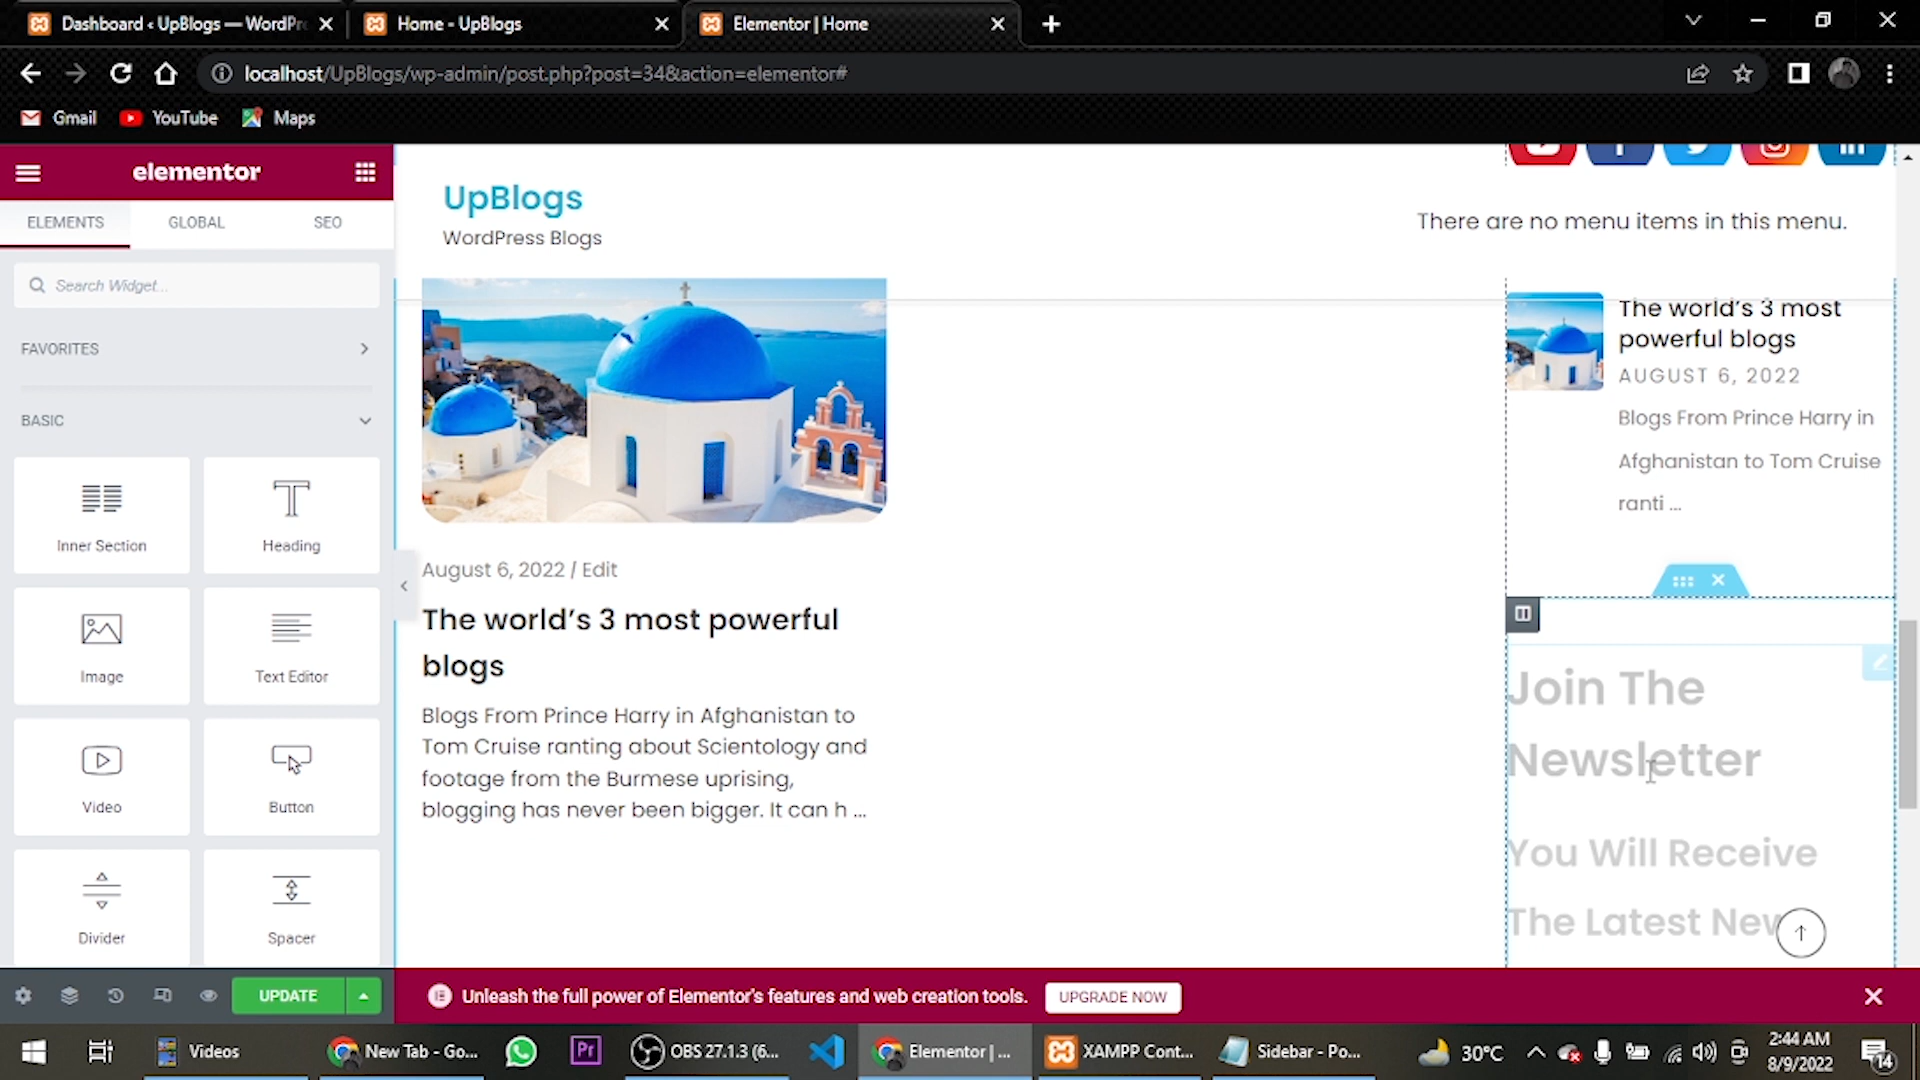 Dashboard ‹ UpBlogs — WordPr
Home - UpBlogs
Elementor | Home
localhost/UpBlogs/wp-admin/post.php?post=34&action=elementor#
Gmail
YouTube
Maps
elementor
ELEMENTS
GLOBAL
SEO
Search Widget...
FAVORITES
BASIC
Inner Section
Heading
Image
Text Editor
Video
Button
Divider
Spacer
UPDATE
UpBlogs
WordPress Blogs
There are no menu items in this menu.
August 6, 2022 / Edit
The world’s 3 most powerful
blogs
Blogs From Prince Harry in Afghanistan to
Tom Cruise ranting about Scientology and
footage from the Burmese uprising,
blogging has never been bigger. It can h ...
The world’s 3 most
powerful blogs
AUGUST 6, 2022
Blogs From Prince Harry in
Afghanistan to Tom Cruise
ranti ...
Join The
Newsletter
You Will Receive
The Latest New
Unleash the full power of Elementor's features and web creation tools.
UPGRADE NOW
Videos
New Tab - Go...
Pr
OBS 27.1.3 (6...
Elementor | ...
XAMPP Cont...
Sidebar - Po...
30°C
2:44 AM
8/9/2022
14